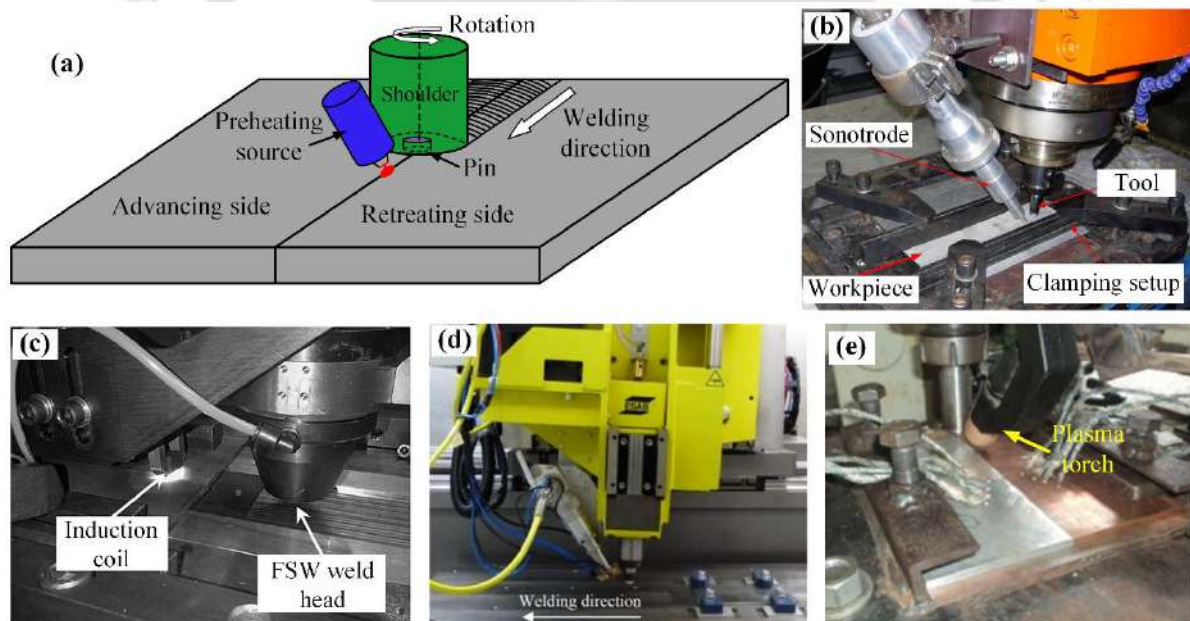 (a)
Rotation
Shoulder
Preheating
source
Welding
direction
Pin
Advancing side
Retreating side
(b)
Sonotrode
Tool
Workpiece
Clamping setup
(c)
Induction
coil
FSW weld
head
(d)
ESAB
Welding direction
(e)
Plasma
torch